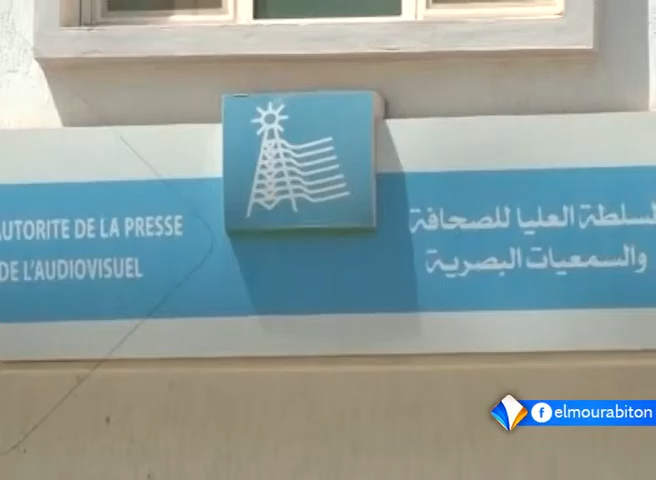 AUTORITE DE LA PRESSE
DE L'AUDIOVISUEL
السلطة العليا للصحافة
والسمعيات البصرية
elmourabiton